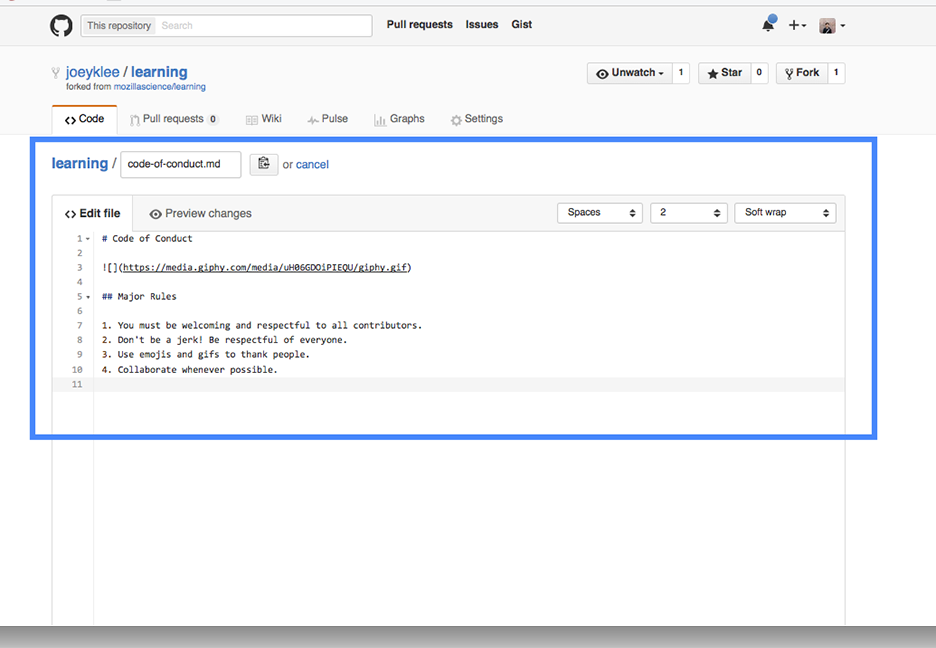 This repository Search Pull requests Issues Gist
joeyklee / learning Unwatch 1 Star 0 Fork 1
forked from mozillascience/learning
<> Code Pull requests 0 Wiki Pulse Graphs Settings
learning / code-of-conduct.md or cancel
<> Edit file Preview changes Spaces 2 Soft wrap
1 # Code of Conduct
2
3 ![](https://media.giphy.com/media/uH06GDOiPIEQU/giphy.gif)
4
5 ## Major Rules
6
7 1. You must be welcoming and respectful to all contributors.
8 2. Don't be a jerk! Be respectful of everyone.
9 3. Use emojis and gifs to thank people.
10 4. Collaborate whenever possible.
11